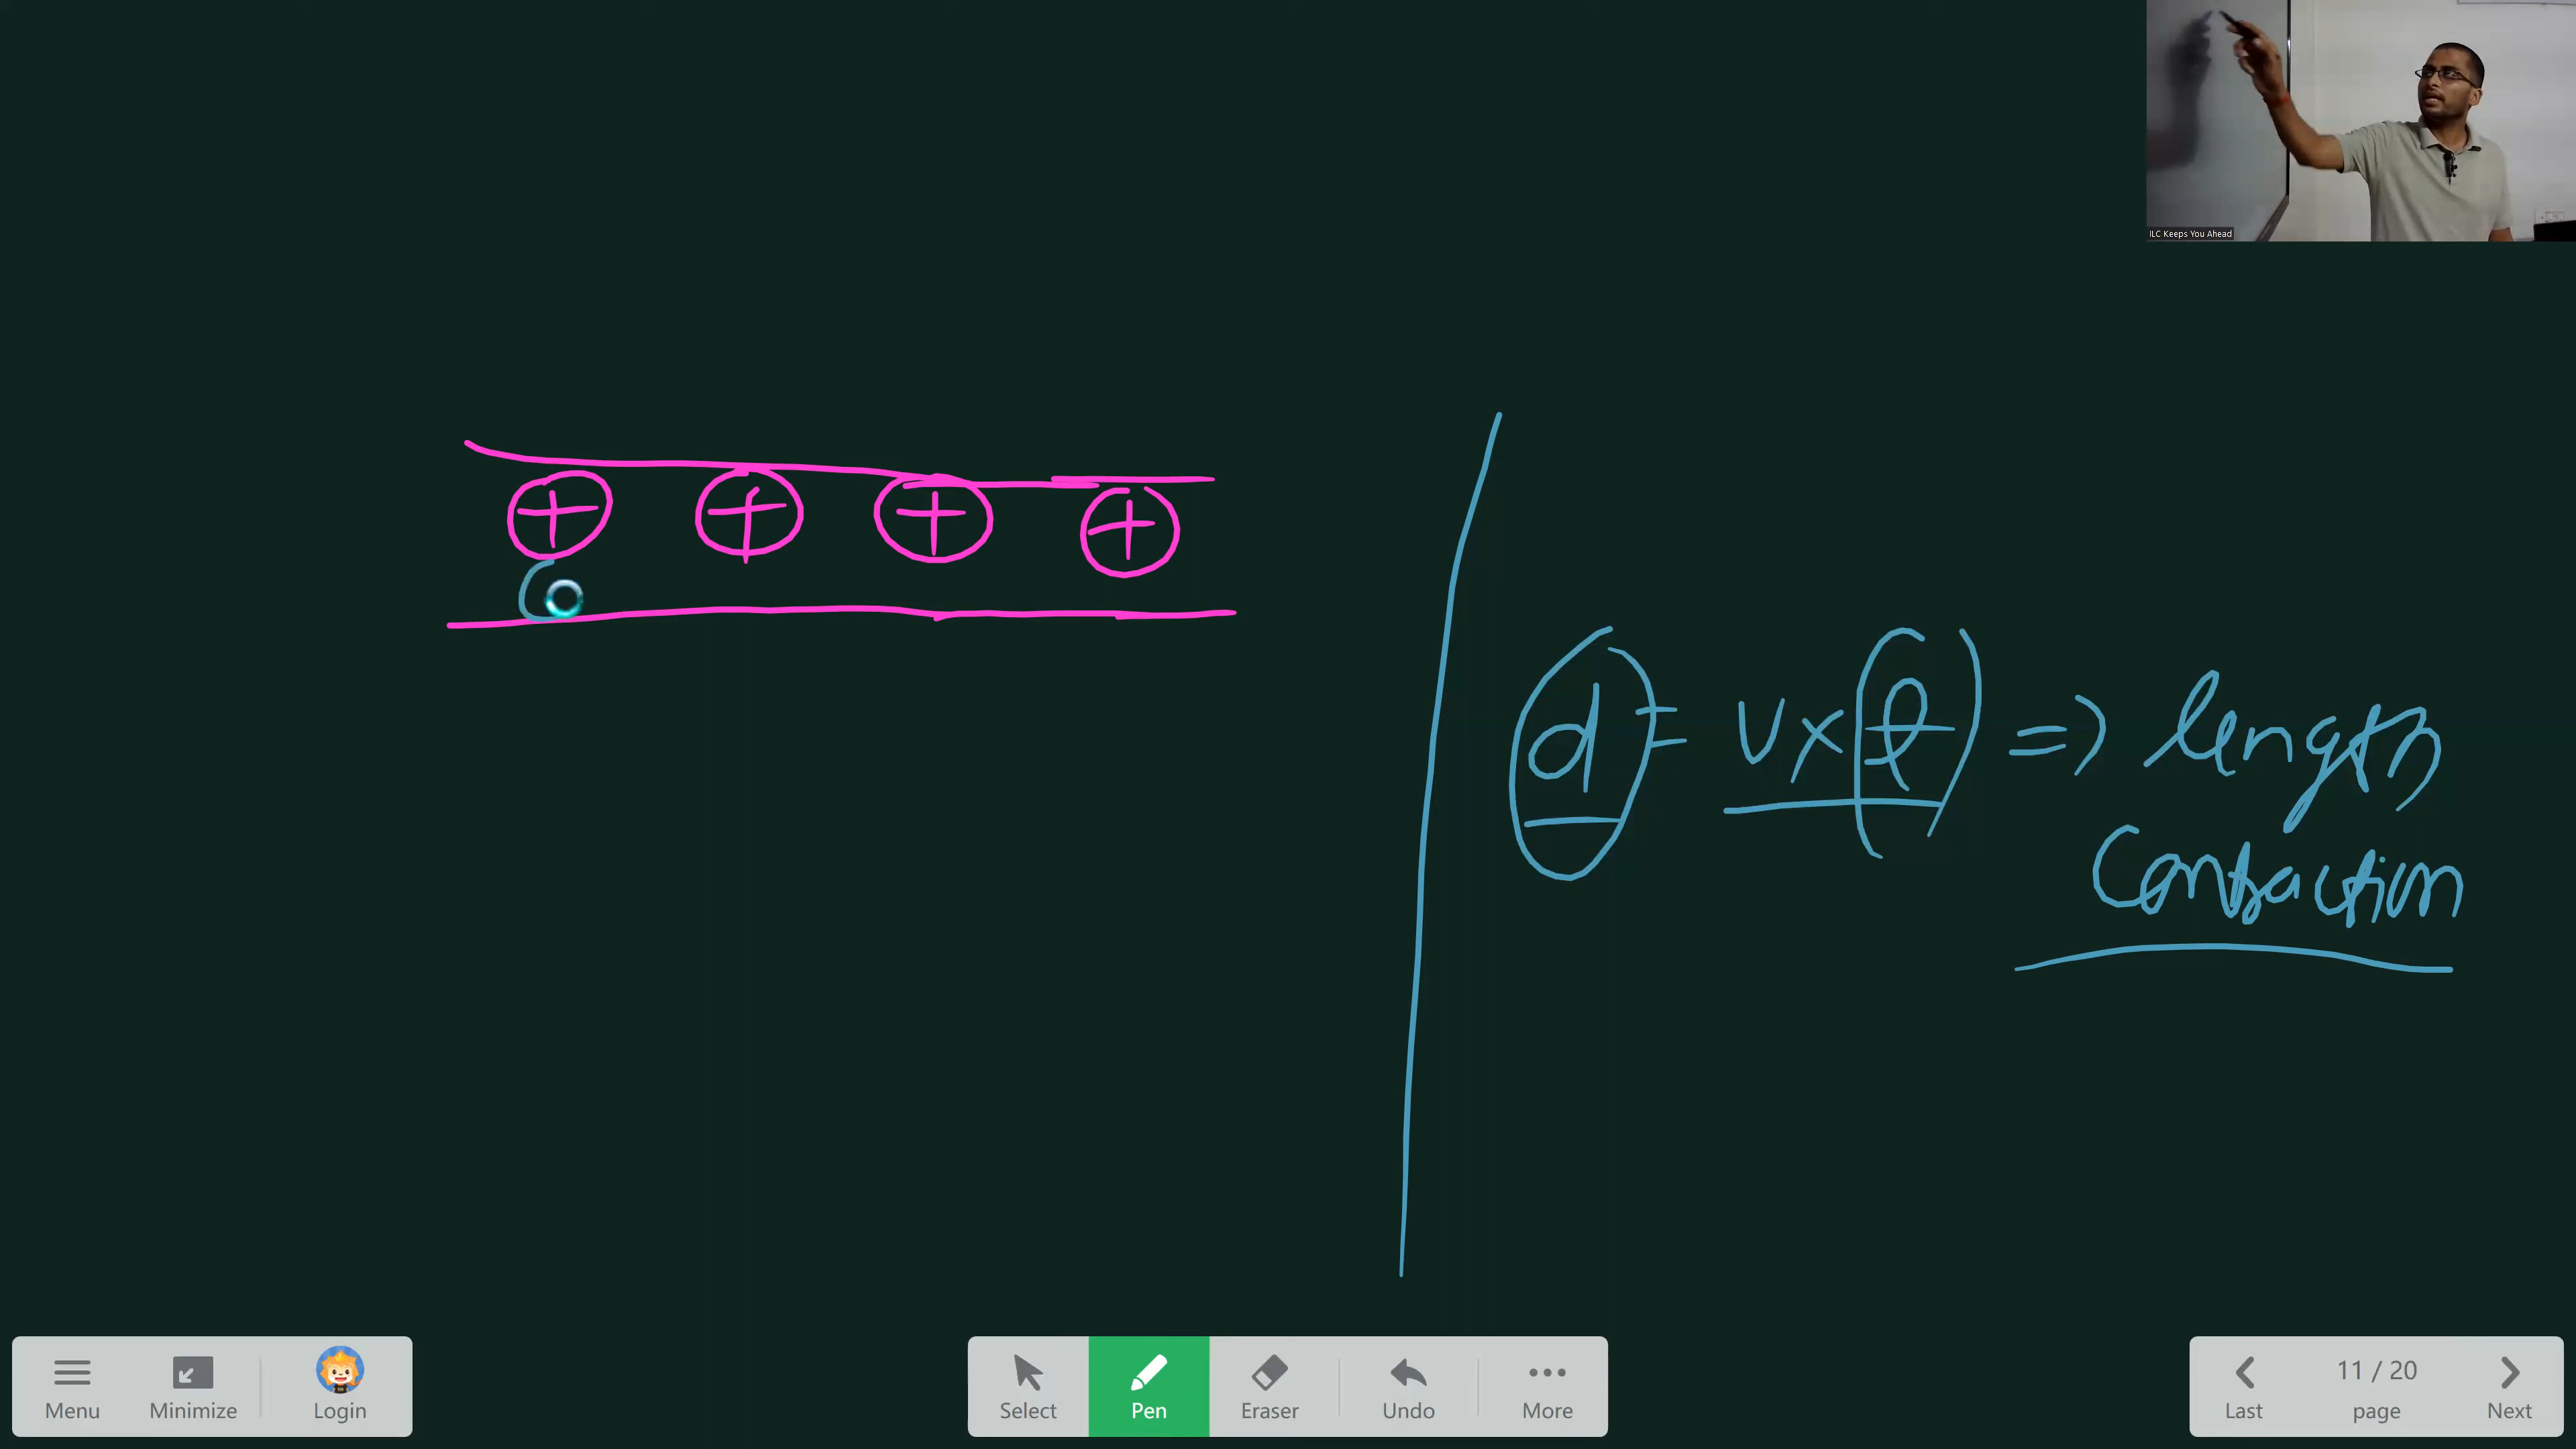 ILC Keeps You Ahead
+ + + +
d = v × (t) => length
Contraction
Menu Minimize Login
Select Pen Eraser Undo More
11 / 20
Last page Next